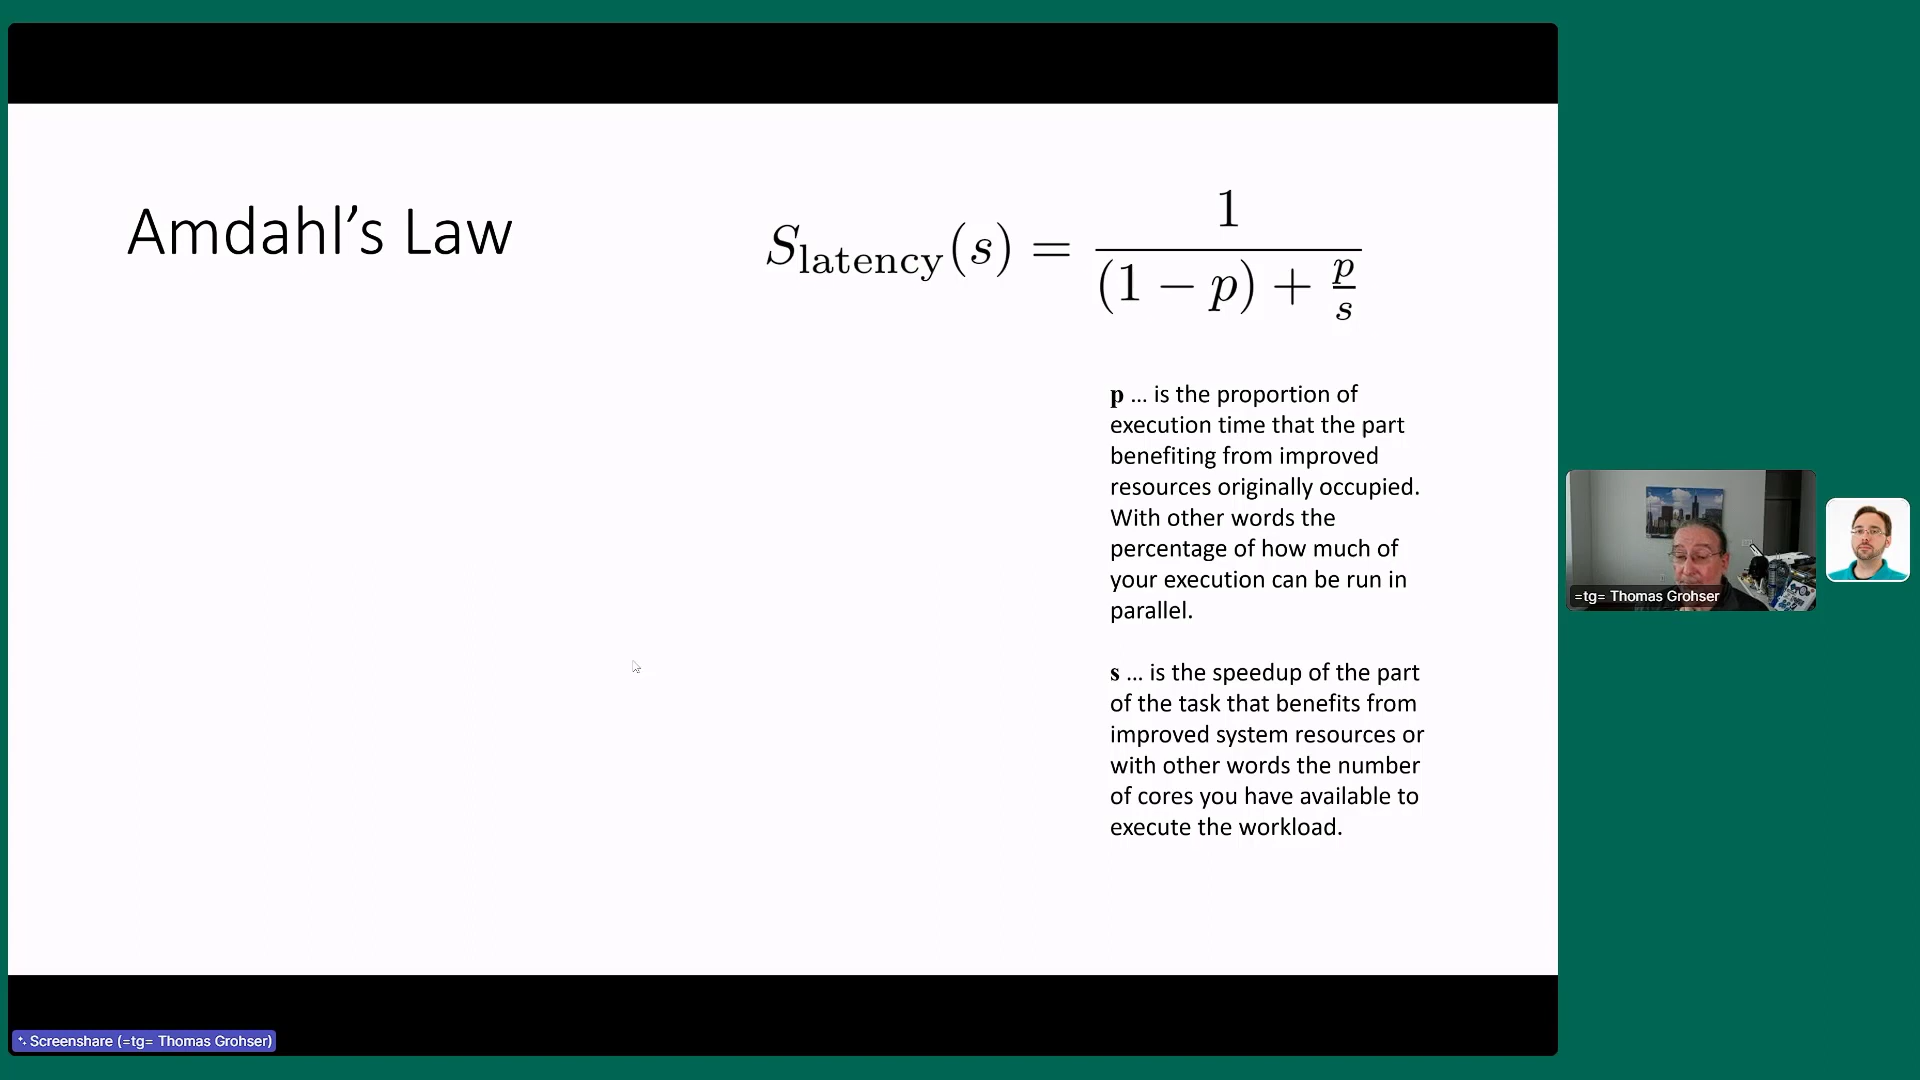 Amdahl’s Law
S_latency(s) = 1 / ((1 − p) + p/s)
p ... is the proportion of
execution time that the part
benefiting from improved
resources originally occupied.
With other words the
percentage of how much of
your execution can be run in
parallel.
s ... is the speedup of the part
of the task that benefits from
improved system resources or
with other words the number
of cores you have available to
execute the workload.
=tg= Thomas Grohser
Screenshare (=tg= Thomas Grohser)